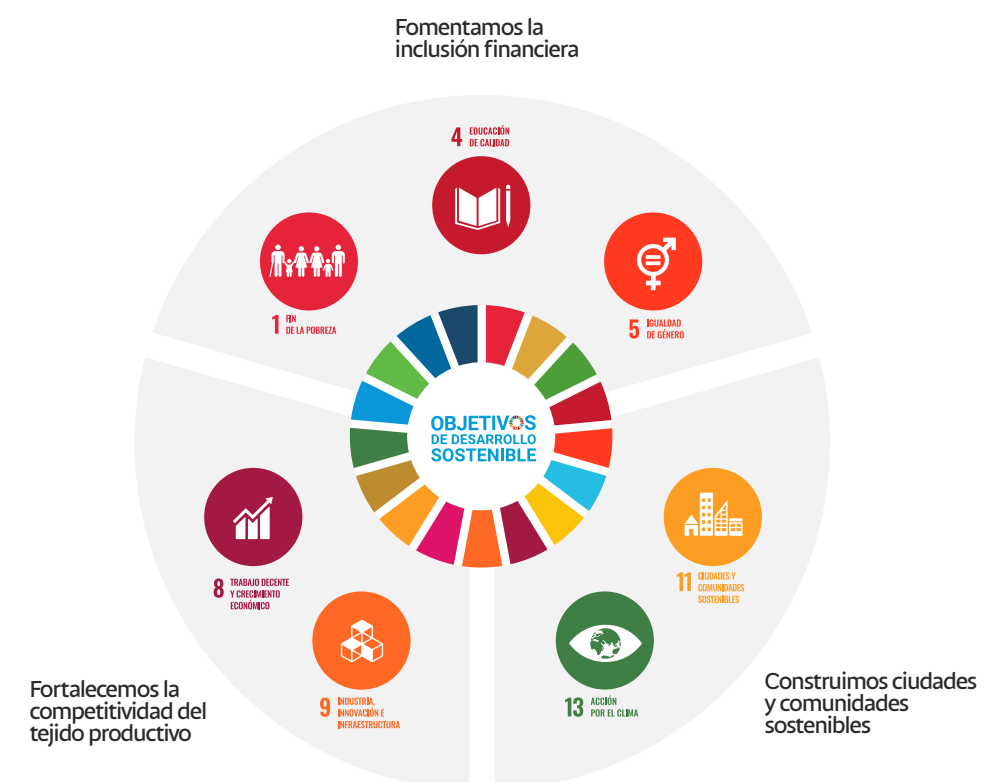 Fomentamos la
inclusión financiera
4 EDUCACIÓN
DE CALIDAD
1 FIN
DE LA POBREZA
5 IGUALDAD
DE GÉNERO
OBJETIVOS
DE DESARROLLO
SOSTENIBLE
8 TRABAJO DECENTE
Y CRECIMIENTO
ECONÓMICO
9 INDUSTRIA,
INNOVACIÓN E
INFRAESTRUCTURA
11 CIUDADES Y
COMUNIDADES
SOSTENIBLES
13 ACCIÓN
POR EL CLIMA
Fortalecemos la
competitividad del
tejido productivo
Construimos ciudades
y comunidades
sostenibles